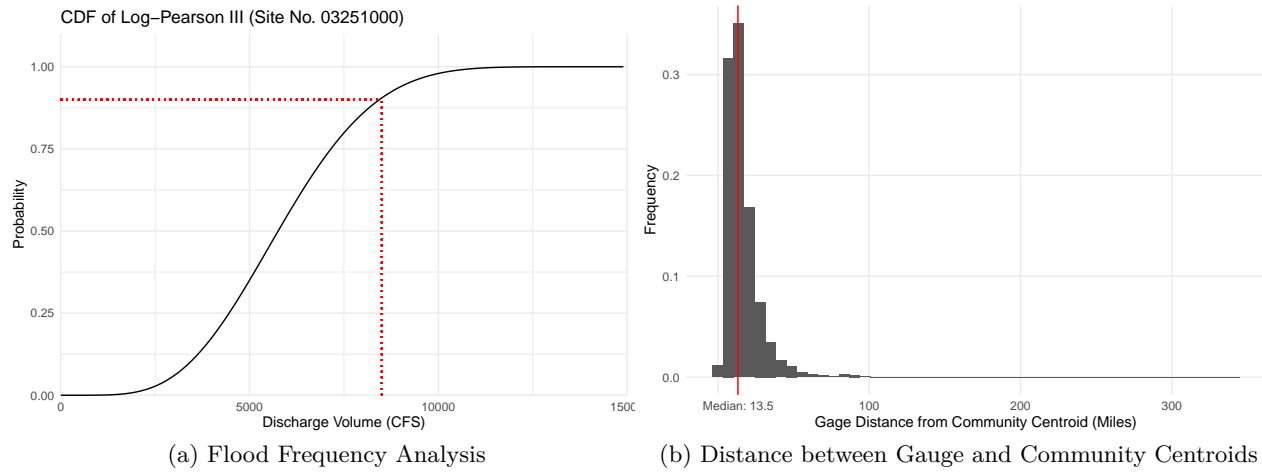 CDF of Log−Pearson III (Site No. 03251000)
1.00
0.75
0.50
0.25
0.00
Probability
0
5000
10000
1500
Discharge Volume (CFS)
(a) Flood Frequency Analysis
0.3
0.2
0.1
0.0
Frequency
Median: 13.5
100
200
300
Gage Distance from Community Centroid (Miles)
(b) Distance between Gauge and Community Centroids